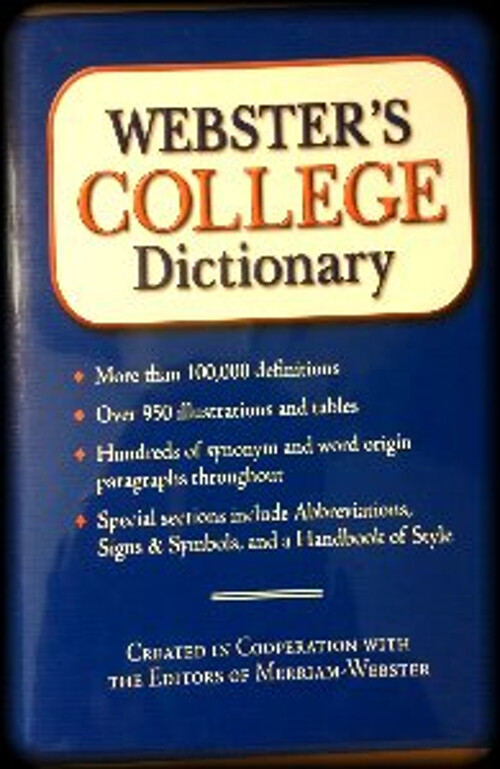 WEBSTER'S
COLLEGE
Dictionary
More than 100,000 definitions
Over 950 illustrations and tables
Hundreds of synonym and word origin
paragraphs throughout
Special sections include Abbreviations,
Signs & Symbols, and a Handbook of Style
CREATED IN COOPERATION WITH
THE EDITORS OF MERRIAM-WEBSTER